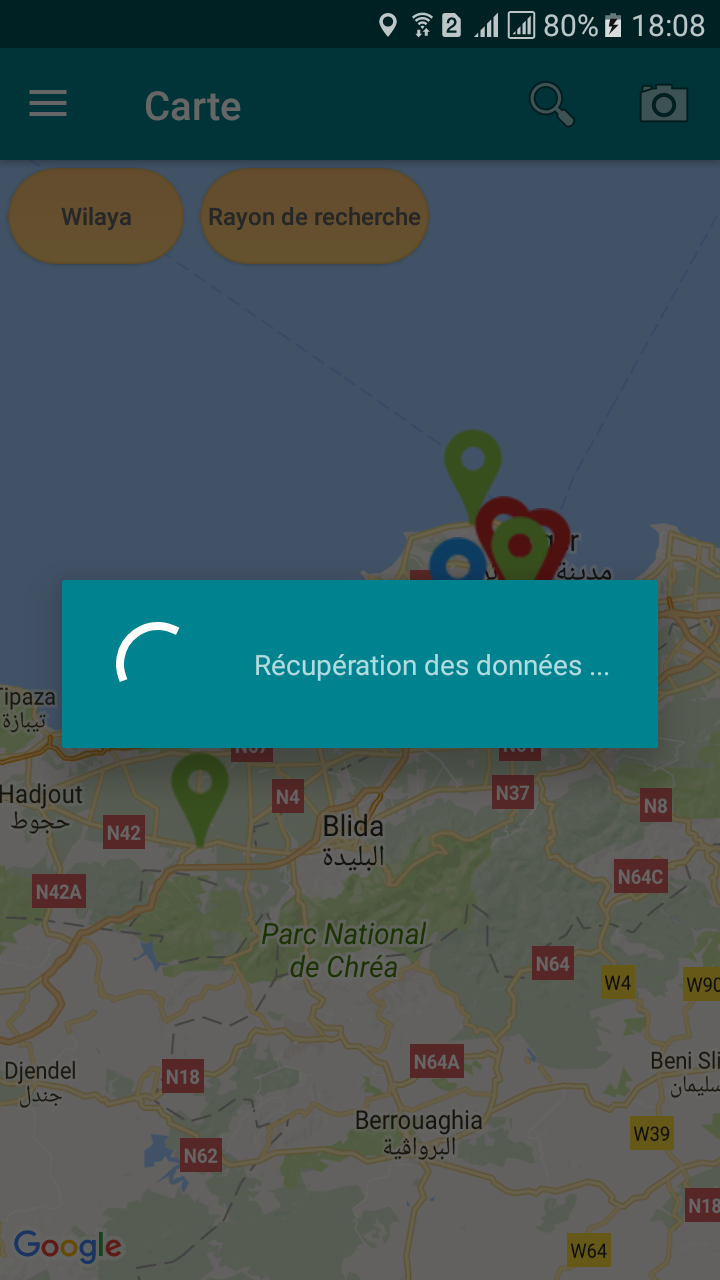 2 80% 18:08
Carte
Wilaya Rayon de recherche
مدينة
Récupération des données ...
Tipaza
تيبازة
N4
N37
Hadjout
حجوط
N8
N42
Blida
البليدة
N64C
N42A
Parc National
de Chréa
N64
W4
W90
Djendel
جندل
N18
N64A
Beni Sli
سليمان
Berrouaghia
البرواڤية
W39
N62
N18
Google
W64